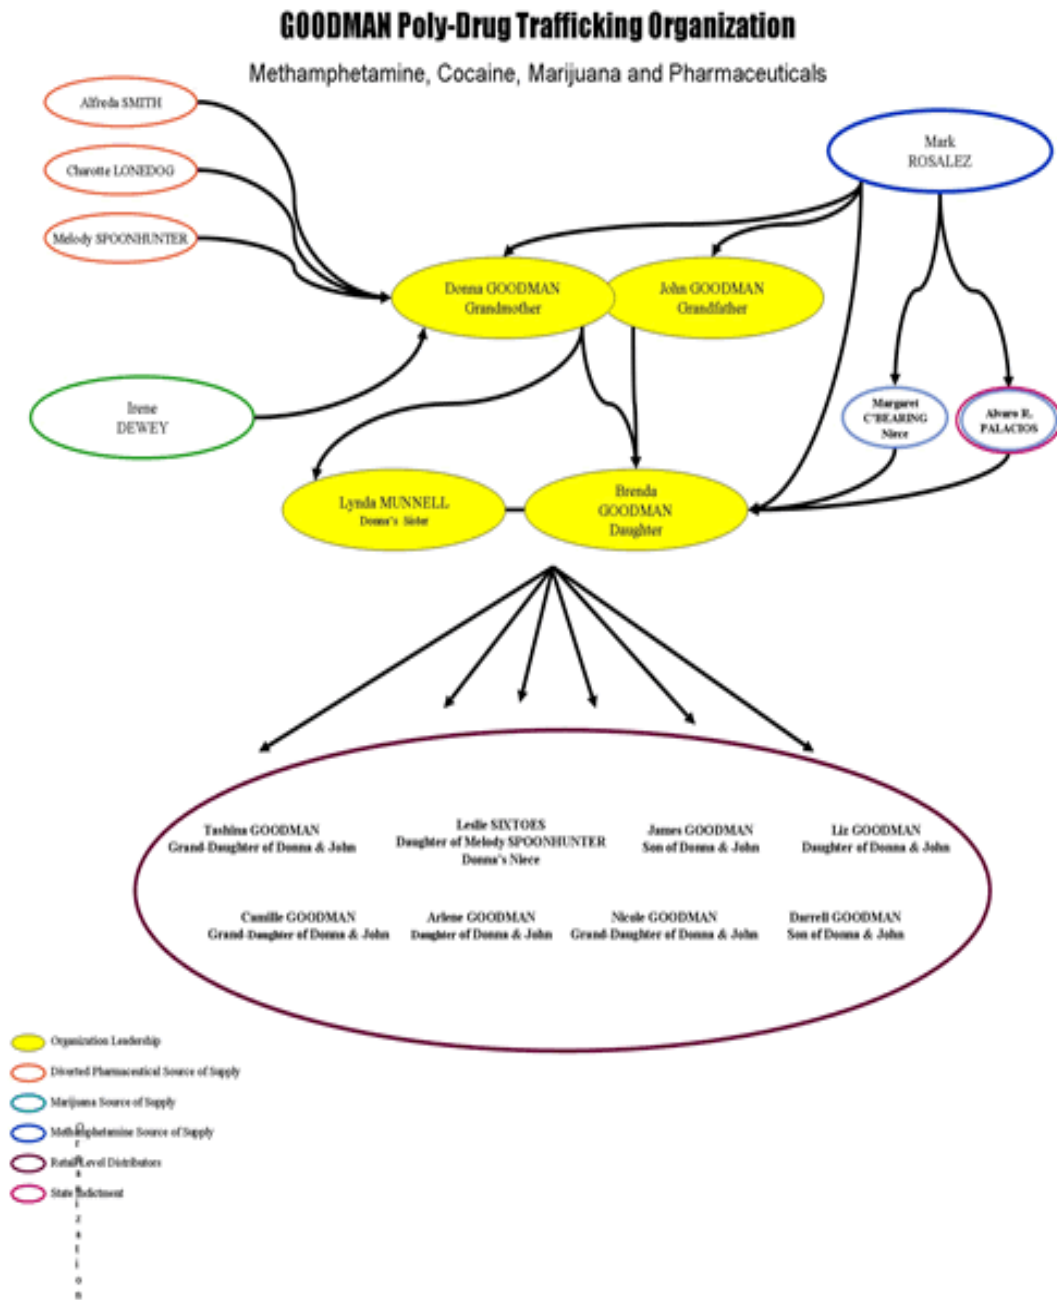 GOODMAN Poly-Drug Trafficking Organization
Methamphetamine, Cocaine, Marijuana and Pharmaceuticals
Alfreda SMITH
Charotte LONEDOG
Melody SPOONHUNTER
Mark
ROSALEZ
Donna GOODMAN
Grandmother
John GOODMAN
Grandfather
Irene
DEWEY
Margaret
C'BEARING
Niece
Alvaro R.
PALACIOS
Lynda MUNNELL
Donna's Sister
Brenda
GOODMAN
Daughter
Tashina GOODMAN
Grand-Daughter of Donna & John
Leslie SIXTOES
Daughter of Melody SPOONHUNTER
Donna's Niece
James GOODMAN
Son of Donna & John
Liz GOODMAN
Daughter of Donna & John
Camille GOODMAN
Grand-Daughter of Donna & John
Arlene GOODMAN
Daughter of Donna & John
Nicole GOODMAN
Grand-Daughter of Donna & John
Darrell GOODMAN
Son of Donna & John
Organization Leadership
Diverted Pharmaceutical Source of Supply
Marijuana Source of Supply
Methamphetamine Source of Supply
Retail Level Distributors
State Indictment
Organization